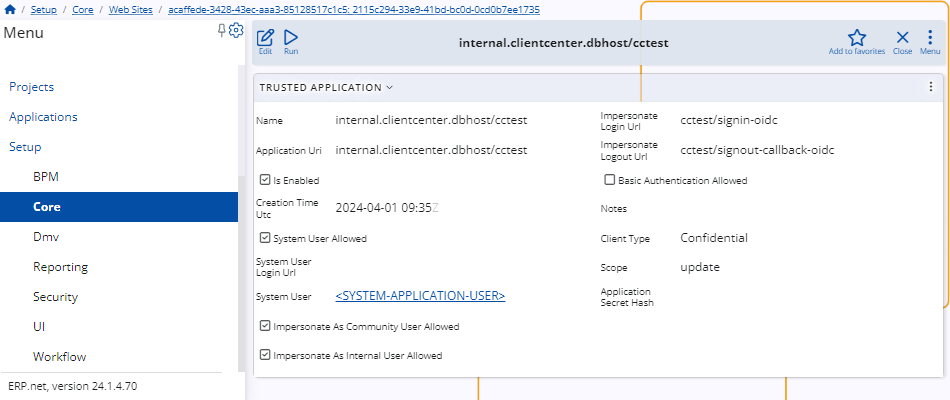 / Setup / Core / Web Sites / acaffede-3428-43ec-aaa3-85128517c1c5: 2115c294-33e9-41bd-bc0d-0cd0b7ee1735
Menu
Projects
Applications
Setup
BPM
Core
Dmv
Reporting
Security
UI
Workflow
ERP.net, version 24.1.4.70
Edit
Run
internal.clientcenter.dbhost/cctest
Add to favorites
Close
Menu
TRUSTED APPLICATION
Name internal.clientcenter.dbhost/cctest
Impersonate
Login Url cctest/signin-oidc
Application Uri internal.clientcenter.dbhost/cctest
Impersonate
Logout Url cctest/signout-callback-oidc
Is Enabled
Basic Authentication Allowed
Creation Time
Utc 2024-04-01 09:35Z
Notes
System User Allowed
Client Type Confidential
System User
Login Url
Scope update
System User <SYSTEM-APPLICATION-USER>
Application
Secret Hash
Impersonate As Community User Allowed
Impersonate As Internal User Allowed